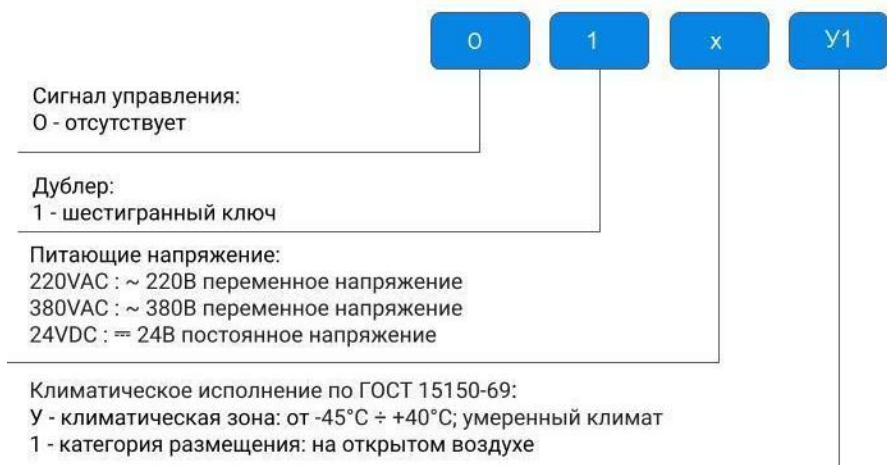 0 1 x У1
Сигнал управления:
О - отсутствует
Дублер:
1 - шестигранный ключ
Питающие напряжение:
220VAC : ~ 220В переменное напряжение
380VAC : ~ 380В переменное напряжение
24VDC : ⎓ 24В постоянное напряжение
Климатическое исполнение по ГОСТ 15150-69:
У - климатическая зона: от -45°C ÷ +40°C; умеренный климат
1 - категория размещения: на открытом воздухе